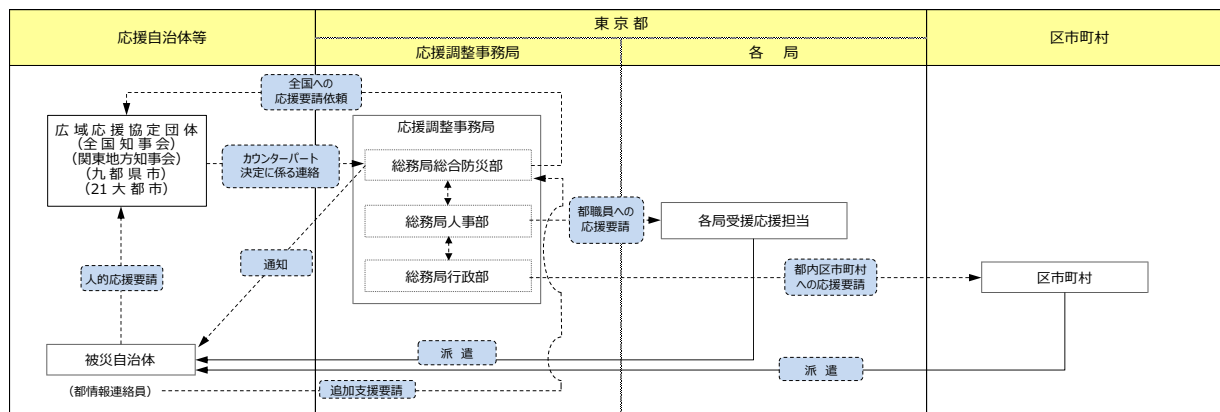 応援自治体等
東 京 都
応援調整事務局
各　局
区市町村
全国への
応援要請依頼
広 域 応 援 協 定 団 体
(全 国 知 事 会)
(関東地方知事会)
(九 都 県 市)
(21 大 都 市)
カウンターパート
決定に係る連絡
応援調整事務局
総務局総合防災部
総務局人事部
総務局行政部
都職員への
応援要請
各局受援応援担当
通知
人的応援要請
都内区市町村
への応援要請
区市町村
被災自治体
派 遣
派 遣
(都情報連絡員)
追加支援要請